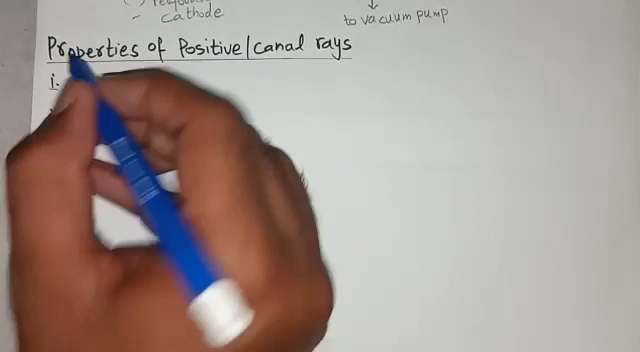 cathode
to vacuum pump
Properties of Positive/Canal rays
i.